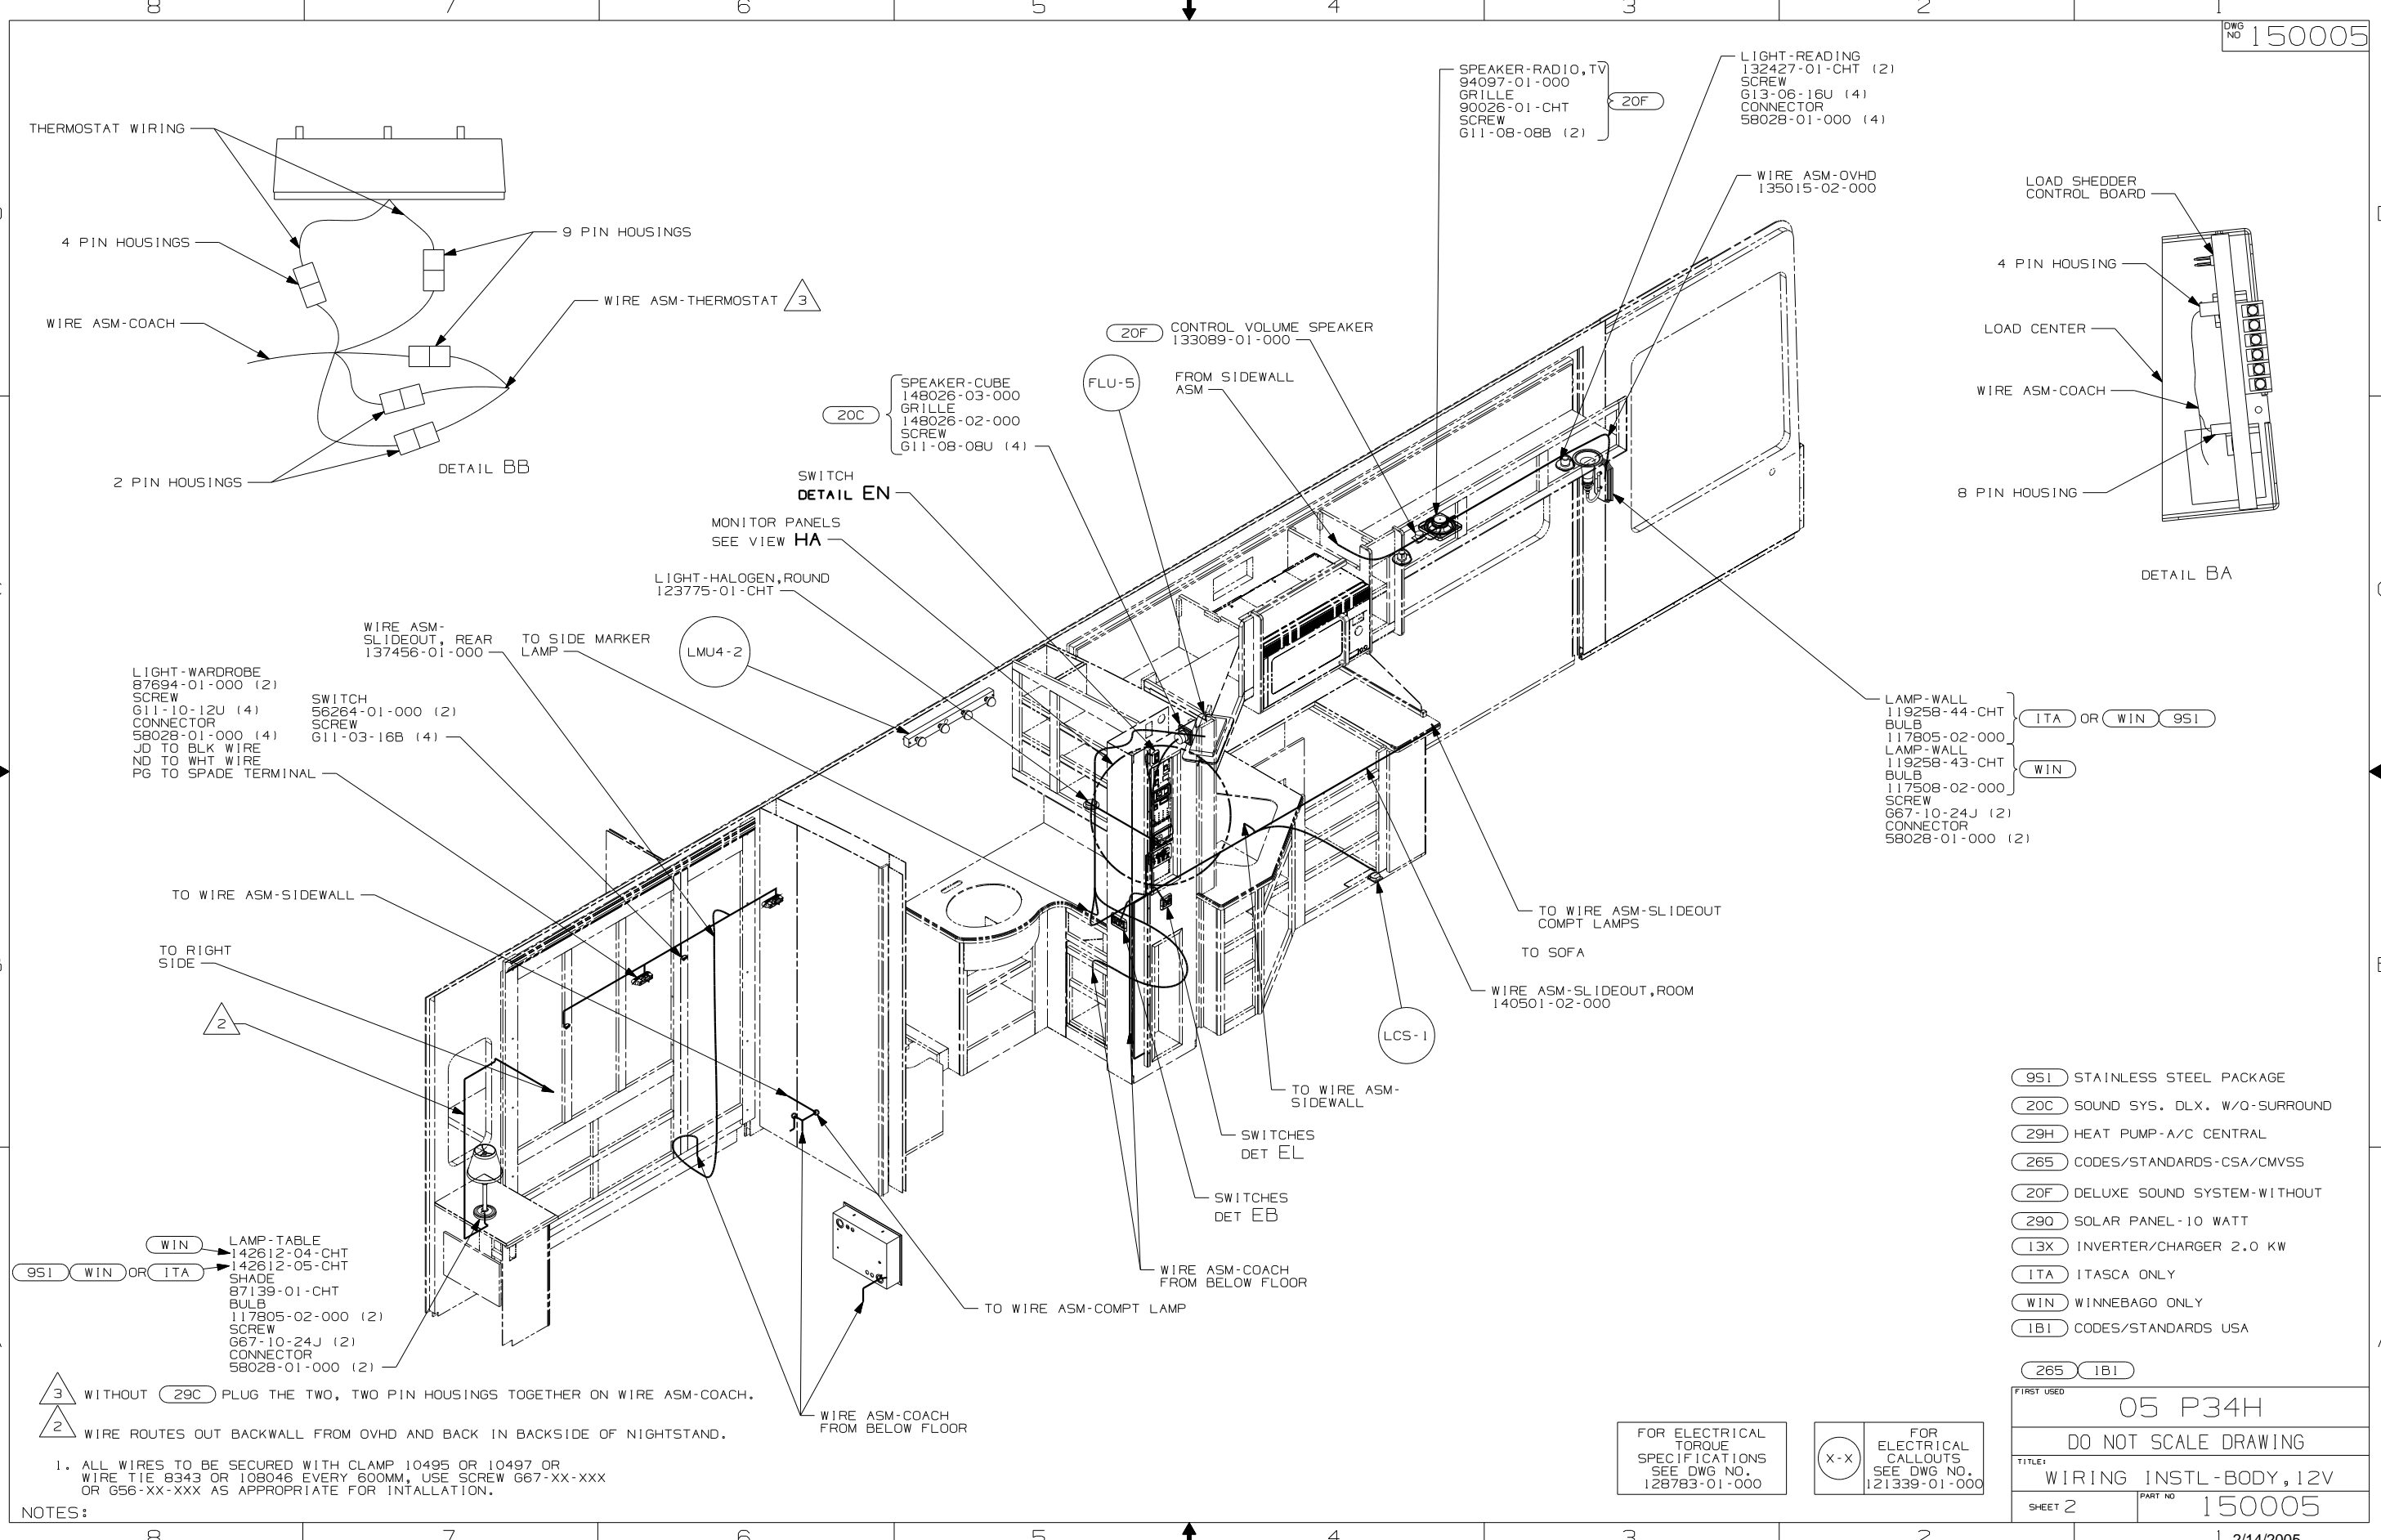 8 7 6 5 4 3 2 1
DWG NO 150005
THERMOSTAT WIRING
4 PIN HOUSINGS
9 PIN HOUSINGS
WIRE ASM-THERMOSTAT 3
WIRE ASM-COACH
2 PIN HOUSINGS
DETAIL BB
SPEAKER-RADIO,TV
94097-01-000
GRILLE
90026-01-CHT
SCREW
G11-08-08B (2)
20F
LIGHT-READING
132427-01-CHT (2)
SCREW
G13-06-16U (4)
CONNECTOR
58028-01-000 (4)
WIRE ASM-OVHD
135015-02-000
LOAD SHEDDER
CONTROL BOARD
4 PIN HOUSING
LOAD CENTER
WIRE ASM-COACH
8 PIN HOUSING
DETAIL BA
20F CONTROL VOLUME SPEAKER
133089-01-000
FLU-5
FROM SIDEWALL
ASM
20C
SPEAKER-CUBE
148026-03-000
GRILLE
148026-02-000
SCREW
G11-08-08U (4)
SWITCH
DETAIL EN
MONITOR PANELS
SEE VIEW HA
LIGHT-HALOGEN,ROUND
123775-01-CHT
WIRE ASM-
SLIDEOUT, REAR
137456-01-000
TO SIDE MARKER
LAMP
LMU4-2
LIGHT-WARDROBE
87694-01-000 (2)
SCREW
G11-10-12U (4)
CONNECTOR
58028-01-000 (4)
JD TO BLK WIRE
ND TO WHT WIRE
PG TO SPADE TERMINAL
SWITCH
56264-01-000 (2)
SCREW
G11-03-16B (4)
LAMP-WALL
119258-44-CHT
BULB
117805-02-000
ITA OR WIN 9S1
LAMP-WALL
119258-43-CHT
BULB
117508-02-000
WIN
SCREW
G67-10-24J (2)
CONNECTOR
58028-01-000 (2)
TO WIRE ASM-SIDEWALL
TO RIGHT
SIDE
2
TO WIRE ASM-SLIDEOUT
COMPT LAMPS
TO SOFA
WIRE ASM-SLIDEOUT,ROOM
140501-02-000
LCS-1
TO WIRE ASM-
SIDEWALL
SWITCHES
DET EL
SWITCHES
DET EB
WIRE ASM-COACH
FROM BELOW FLOOR
TO WIRE ASM-COMPT LAMP
WIRE ASM-COACH
FROM BELOW FLOOR
WIN
9S1 WIN OR ITA
LAMP-TABLE
142612-04-CHT
142612-05-CHT
SHADE
87139-01-CHT
BULB
117805-02-000 (2)
SCREW
G67-10-24J (2)
CONNECTOR
58028-01-000 (2)
9S1 STAINLESS STEEL PACKAGE
20C SOUND SYS. DLX. W/Q-SURROUND
29H HEAT PUMP-A/C CENTRAL
265 CODES/STANDARDS-CSA/CMVSS
20F DELUXE SOUND SYSTEM-WITHOUT
29Q SOLAR PANEL-10 WATT
13X INVERTER/CHARGER 2.0 KW
ITA ITASCA ONLY
WIN WINNEBAGO ONLY
1B1 CODES/STANDARDS USA
265 1B1
3 WITHOUT 29C PLUG THE TWO, TWO PIN HOUSINGS TOGETHER ON WIRE ASM-COACH.
2 WIRE ROUTES OUT BACKWALL FROM OVHD AND BACK IN BACKSIDE OF NIGHTSTAND.
1. ALL WIRES TO BE SECURED WITH CLAMP 10495 OR 10497 OR
WIRE TIE 8343 OR 108046 EVERY 600MM, USE SCREW G67-XX-XXX
OR G56-XX-XXX AS APPROPRIATE FOR INTALLATION.
NOTES:
FOR ELECTRICAL
TORQUE
SPECIFICATIONS
SEE DWG NO.
128783-01-000
X-X
FOR
ELECTRICAL
CALLOUTS
SEE DWG NO.
121339-01-000
FIRST USED
05 P34H
DO NOT SCALE DRAWING
TITLE:
WIRING INSTL-BODY,12V
SHEET 2
PART NO 150005
8 7 6 5 4 3 2 1
2/14/2005